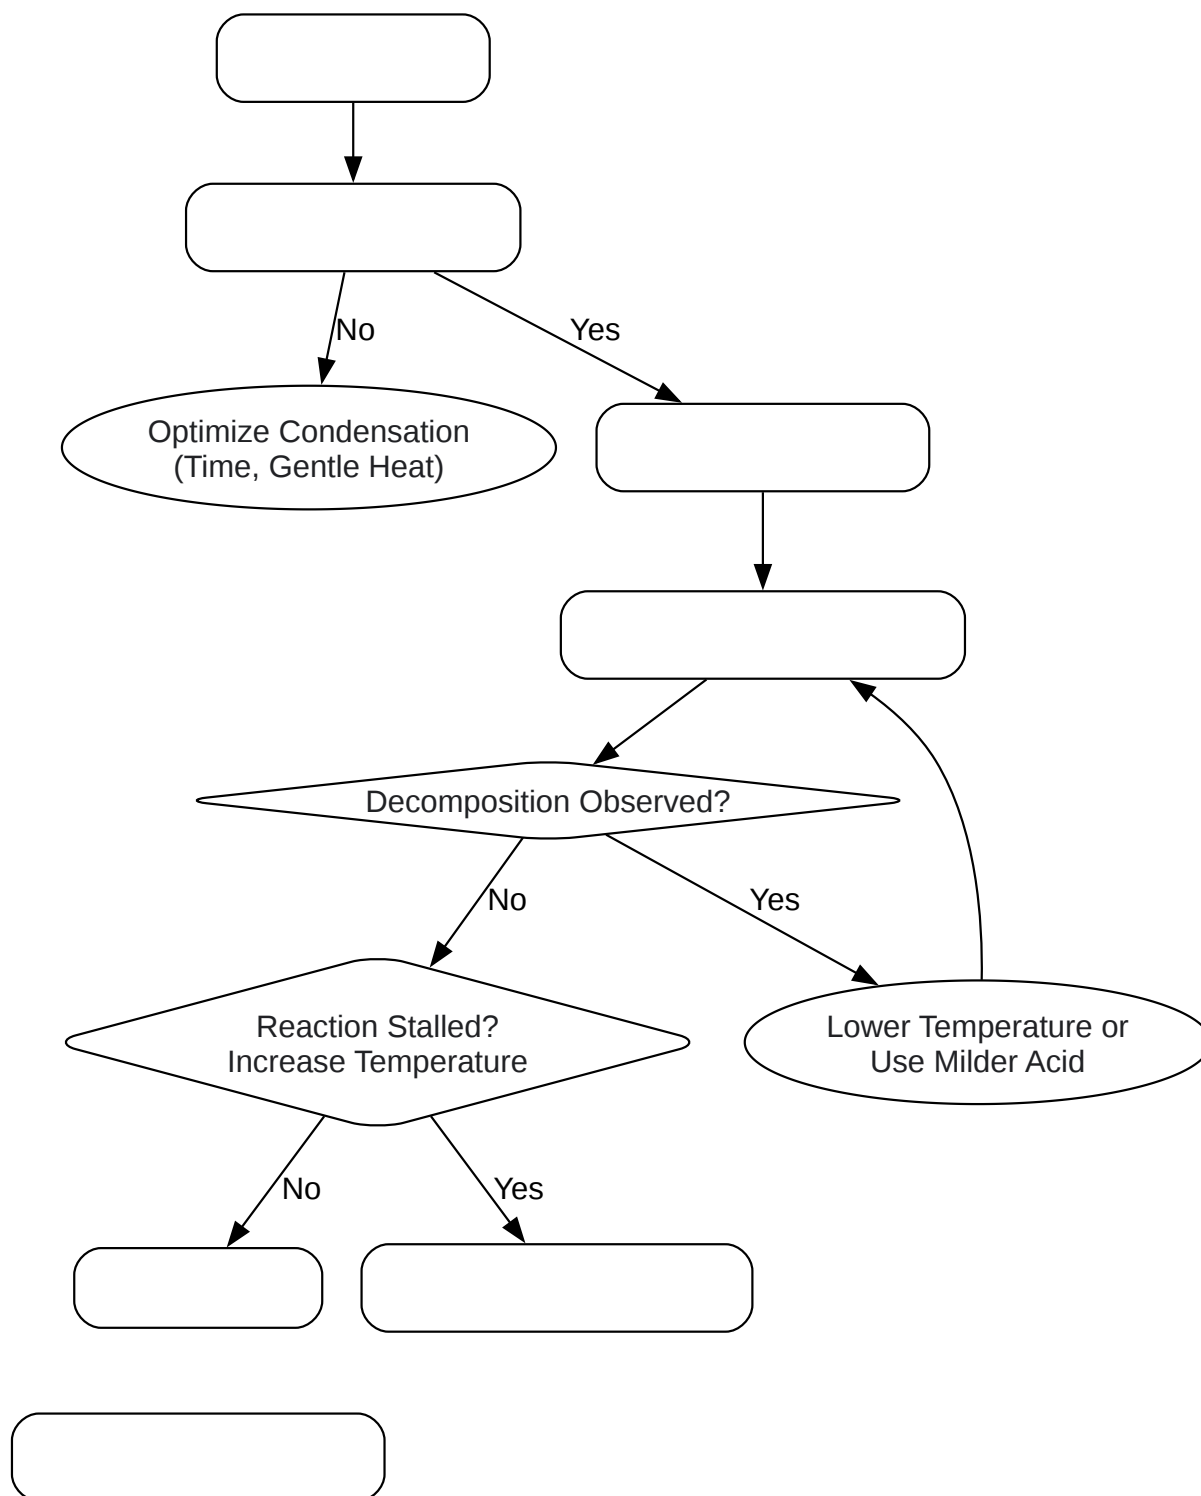 No
Yes
Optimize Condensation
(Time, Gentle Heat)
Decomposition Observed?
No
Yes
Reaction Stalled?
Increase Temperature
Lower Temperature or
Use Milder Acid
No
Yes